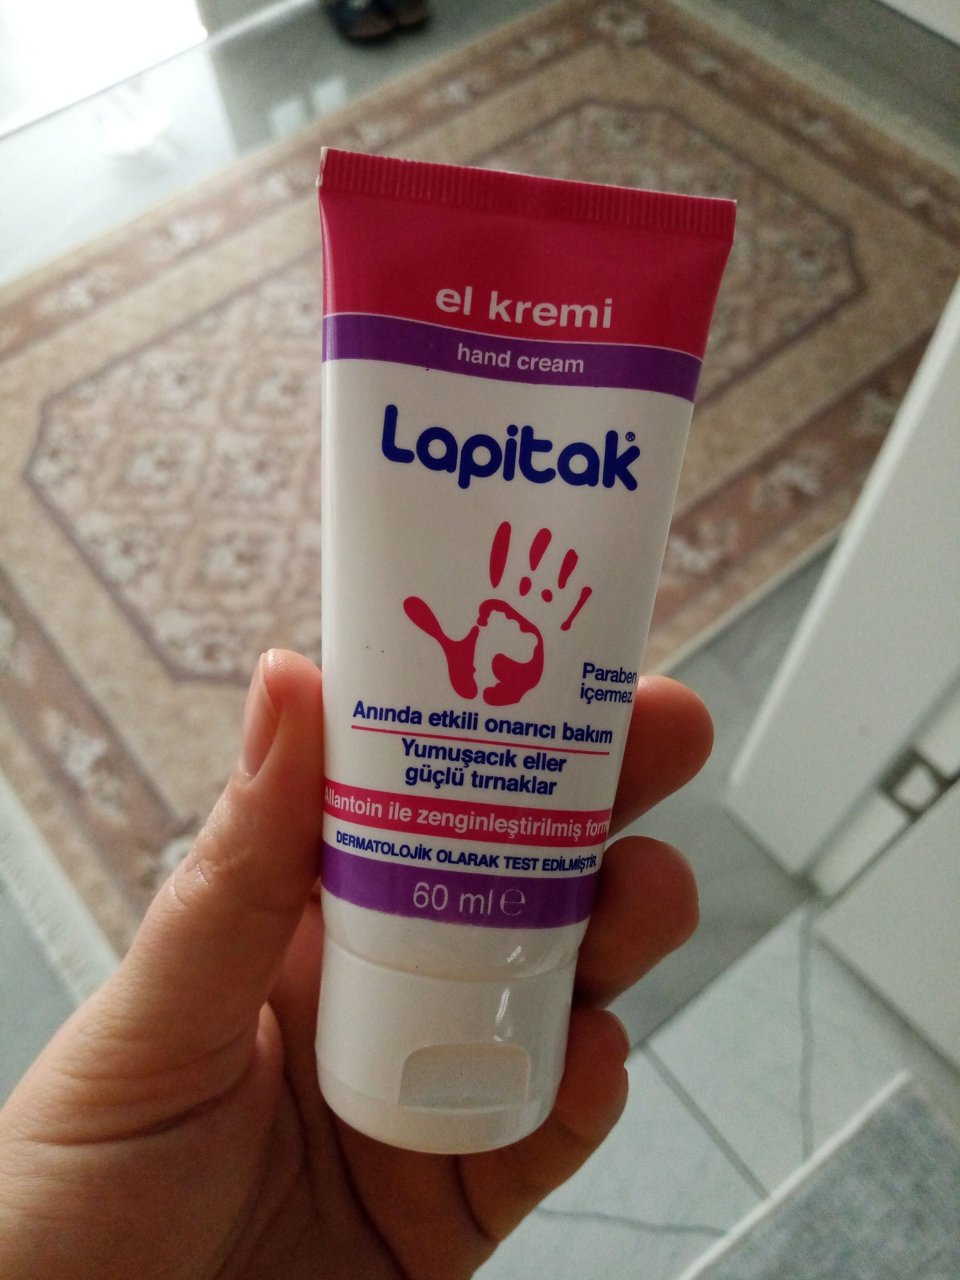 el kremi
hand cream
Lapitak®
Paraben
içermez.
Anında etkili onarıcı bakım
Yumuşacık eller
güçlü tırnaklar
Allantoin ile zenginleştirilmiş
DERMATOLOJİK OLARAK TEST EDİLMİŞTİR
60 ml ℮